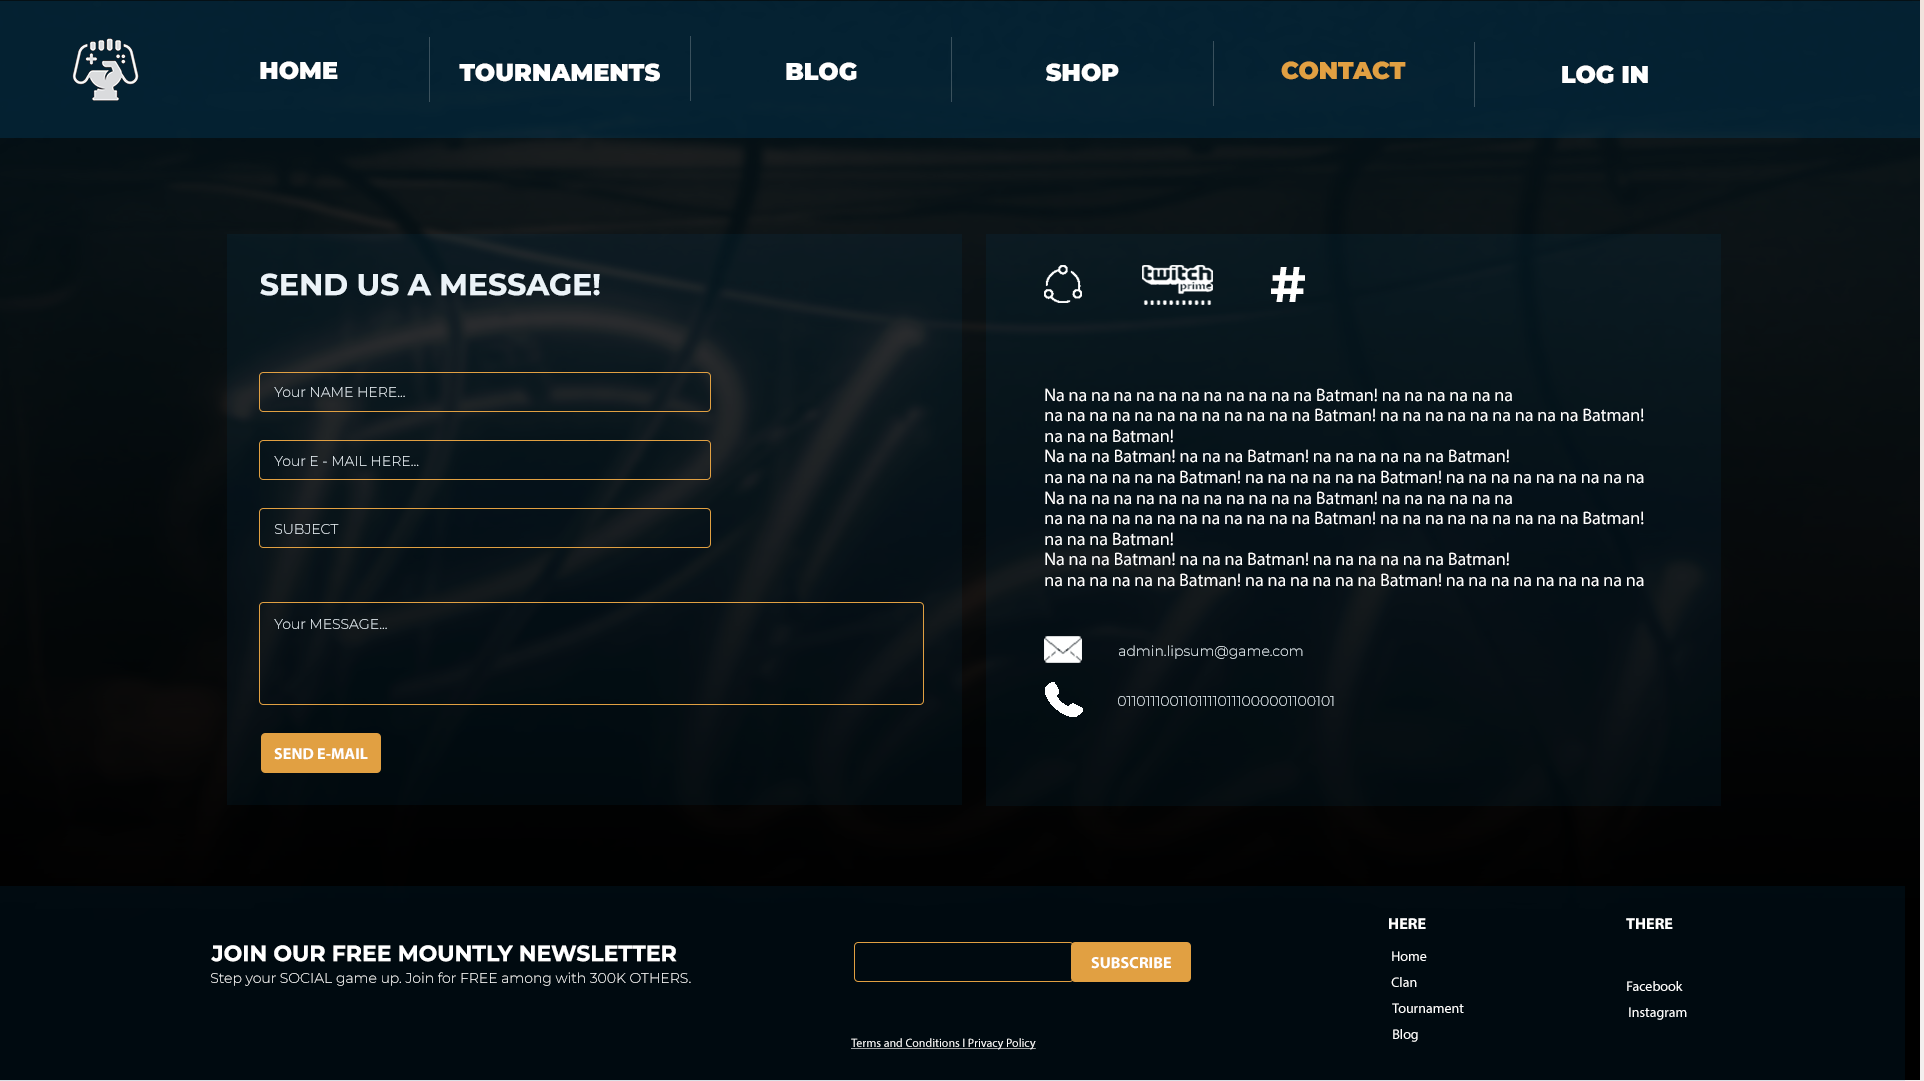 HOME
TOURNAMENTS
BLOG
SHOP
CONTACT
LOG IN
SEND US A MESSAGE!
Your NAME HERE...
Your E - MAIL HERE...
SUBJECT
Your MESSAGE...
SEND E-MAIL
twitch
prime
#
Na na na na na na na na na na na na Batman! na na na na na na
na na na na na na na na na na na na Batman! na na na na na na na na na Batman!
na na na Batman!
Na na na Batman! na na na Batman! na na na na na na Batman!
na na na na na na Batman! na na na na na na Batman! na na na na na na na na na
Na na na na na na na na na na na na Batman! na na na na na na
na na na na na na na na na na na na Batman! na na na na na na na na na Batman!
na na na Batman!
Na na na Batman! na na na Batman! na na na na na na Batman!
na na na na na na Batman! na na na na na na Batman! na na na na na na na na na
admin.lipsum@game.com
01101110011011110111000001100101
JOIN OUR FREE MOUNTLY NEWSLETTER
Step your SOCIAL game up. Join for FREE among with 300K OTHERS.
SUBSCRIBE
Terms and Conditions I Privacy Policy
HERE
Home
Clan
Tournament
Blog
THERE
Facebook
Instagram